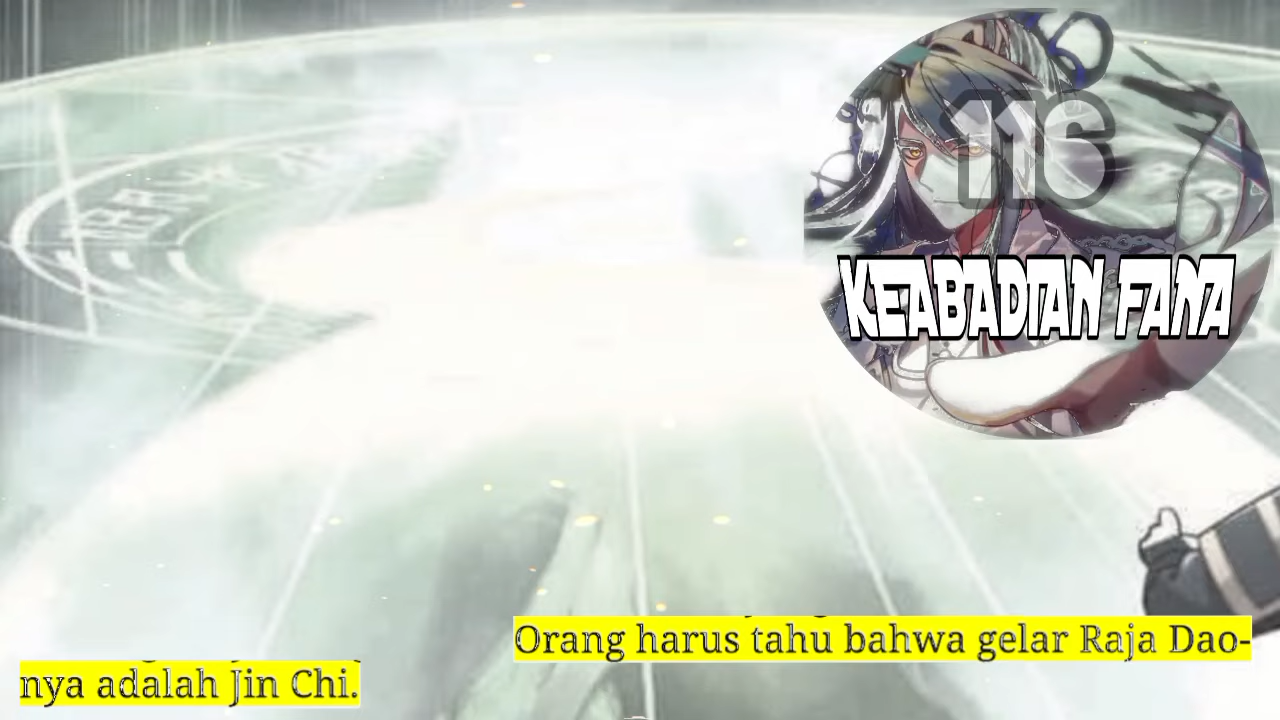 116
KEABADIAN FANA
Orang harus tahu bahwa gelar Raja Dao-
nya adalah Jin Chi.